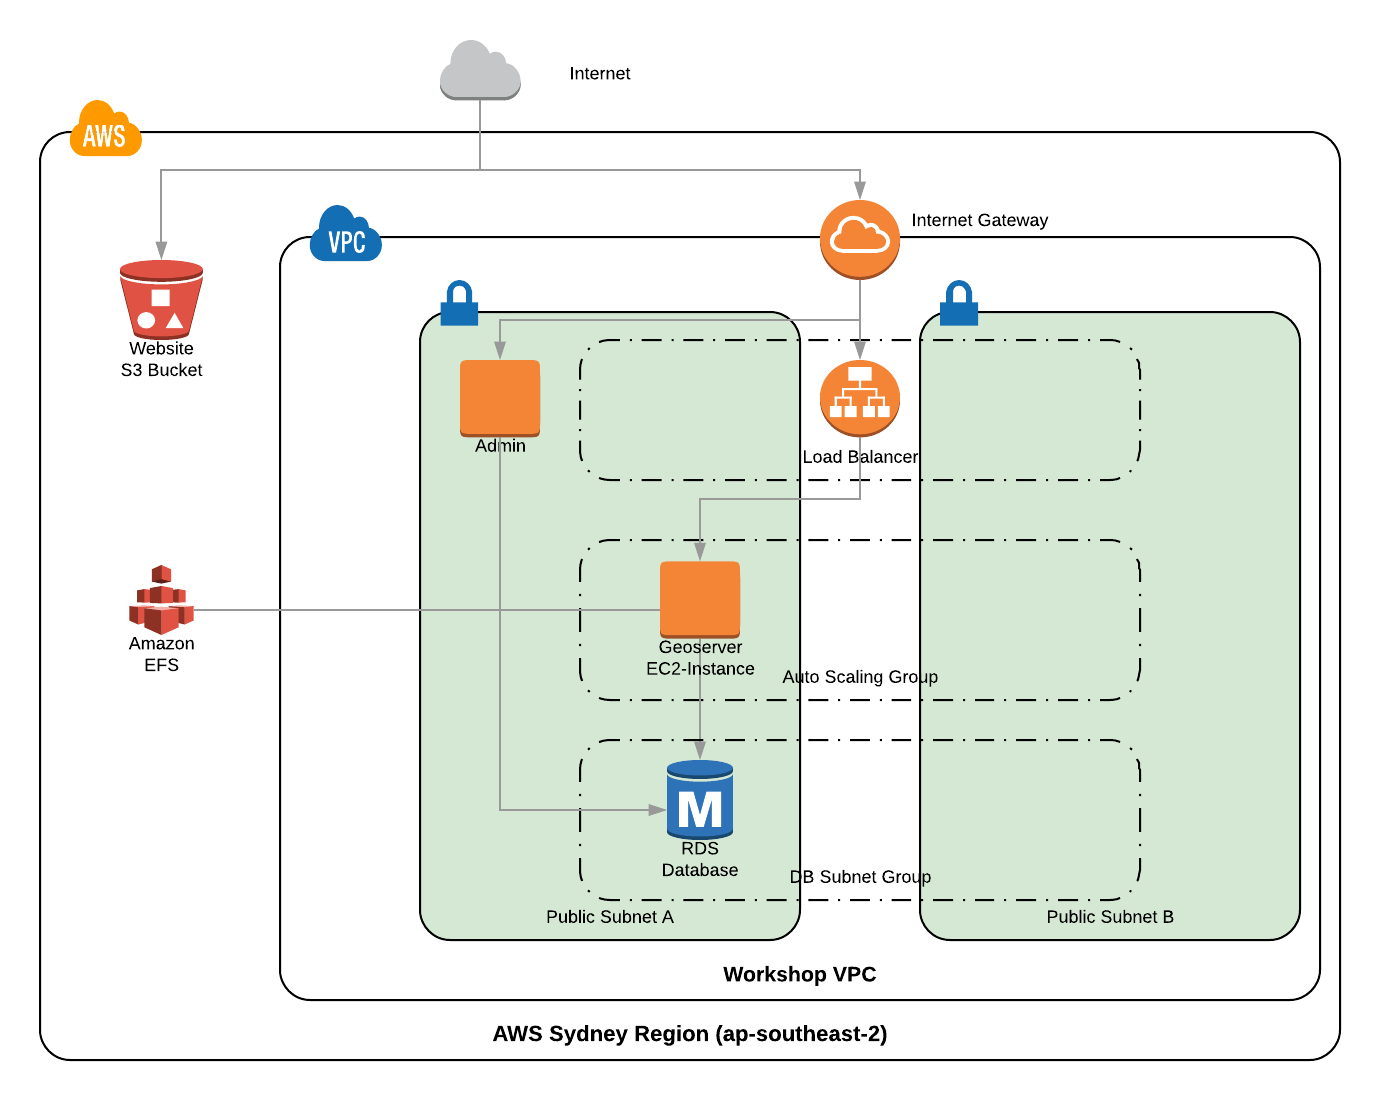 Internet
AWS
Internet Gateway
VPC
Website
S3 Bucket
Admin
Load Balancer
Amazon
EFS
Geoserver
EC2-Instance
Auto Scaling Group
M
RDS
Database
DB Subnet Group
Public Subnet A
Public Subnet B
Workshop VPC
AWS Sydney Region (ap-southeast-2)